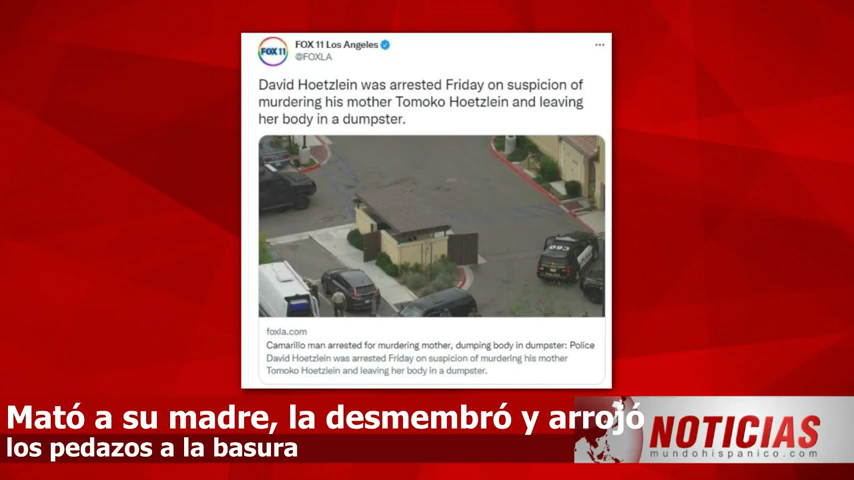 FOX 11
FOX 11 Los Angeles
@FOXLA
David Hoetzlein was arrested Friday on suspicion of
murdering his mother Tomoko Hoetzlein and leaving
her body in a dumpster.
foxla.com
Camarillo man arrested for murdering mother, dumping body in dumpster: Police
David Hoetzlein was arrested Friday on suspicion of murdering his mother
Tomoko Hoetzlein and leaving her body in a dumpster.
Mató a su madre, la desmembró y arrojó
los pedazos a la basura
NOTICIAS
mundohispanico.com